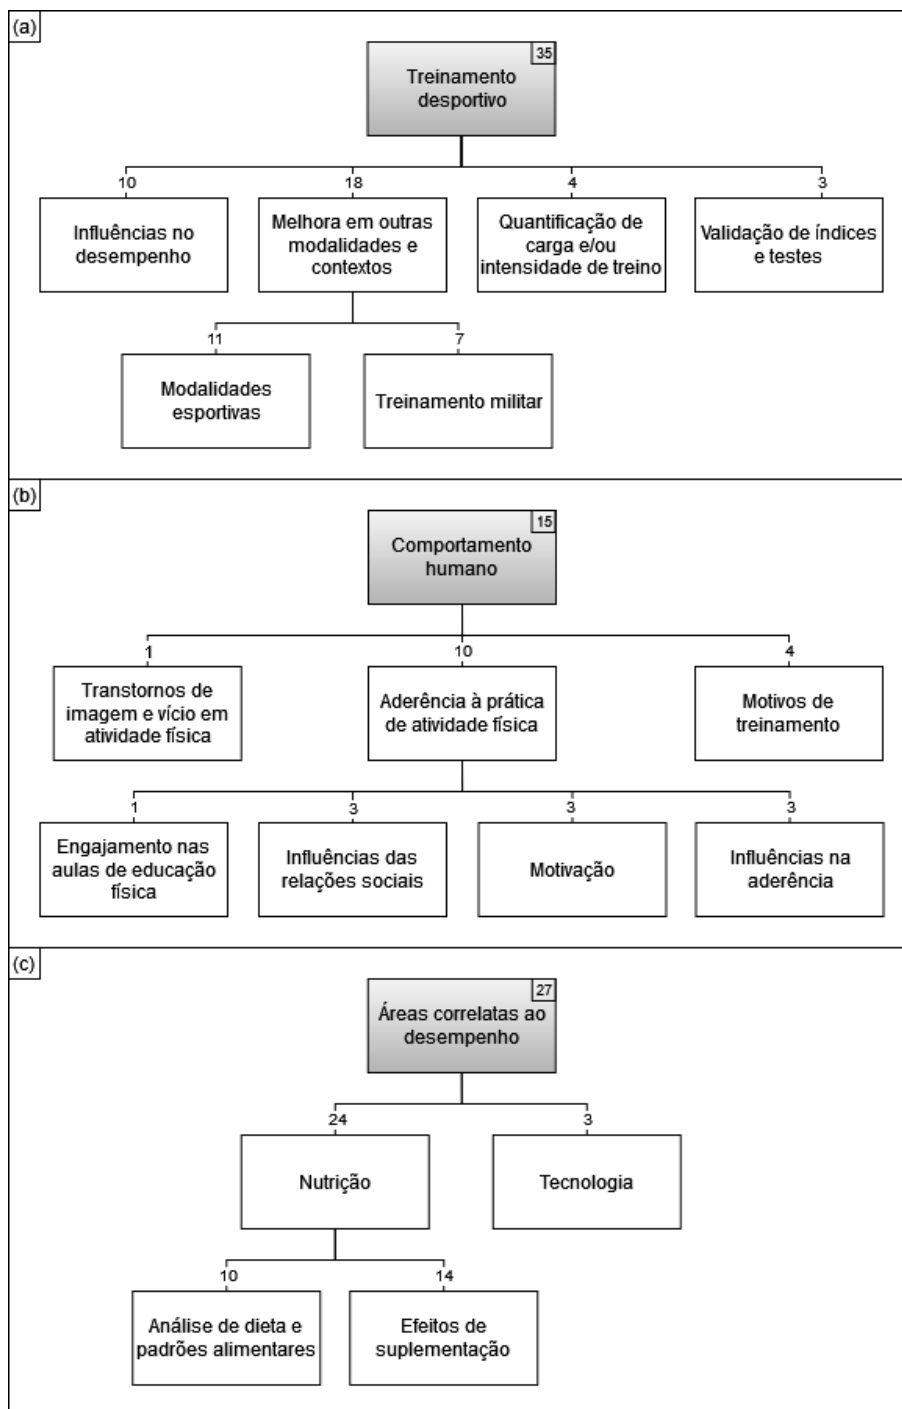 (a)
35
Treinamento
desportivo
10
18
4
3
Influências no
desempenho
Melhora em outras
modalidades e
contextos
Quantificação de
carga e/ou
intensidade de treino
Validação de índices
e testes
11
7
Modalidades
esportivas
Treinamento militar
(b)
15
Comportamento
humano
1
10
4
Transtornos de
imagem e vício em
atividade física
Aderência à prática
de atividade física
Motivos de
treinamento
1
3
3
3
Engajamento nas
aulas de educação
física
Influências das
relações sociais
Motivação
Influências na
aderência
(c)
27
Áreas correlatas ao
desempenho
24
3
Nutrição
Tecnologia
10
14
Análise de dieta e
padrões alimentares
Efeitos de
suplementação